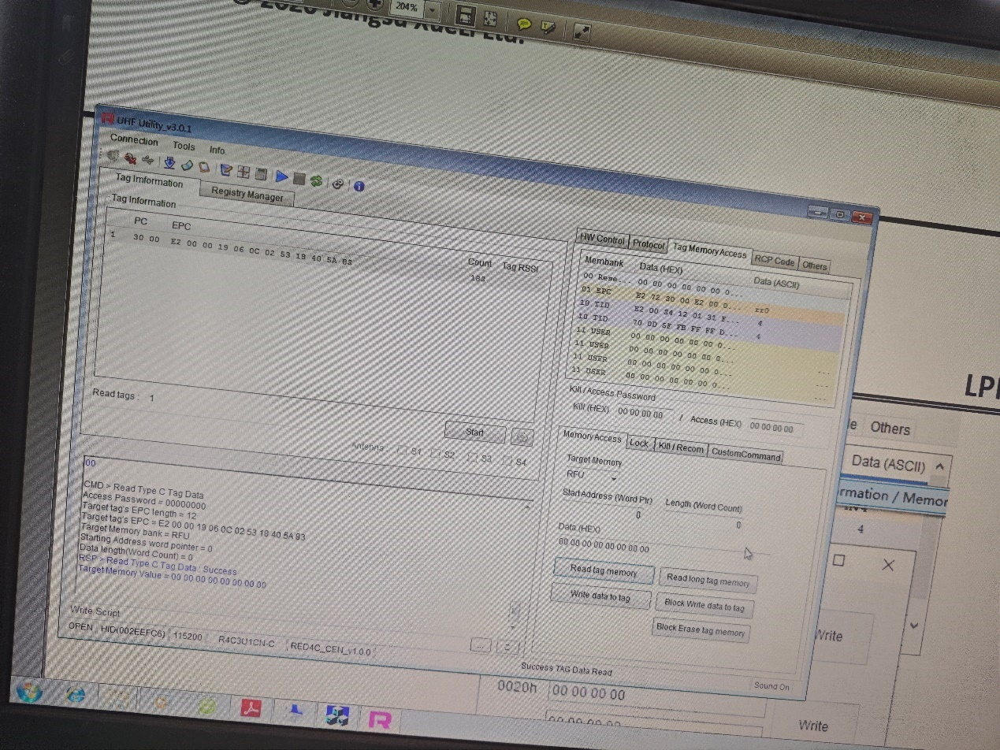 204%
© 2020 Jiangsu XueLi Ltd.
UHF Utility_v3.0.1
Connection Tools Info
Tag Imformation Registry Manager
Tag Information
PC EPC Count Tag RSSI
1 30 00 E2 00 00 19 06 0C 02 53 18 40 5A 83 183
Read tags : 1
Start
Antenna S1 S2 S3 S4
00
CMD > Read Type C Tag Data
Access Password = 00000000
Target tag's EPC length = 12
Target tag's EPC = E2 00 00 19 06 0C 02 53 18 40 5A 83
Target Memory bank = RFU
Starting Address word pointer = 0
Data length(Word Count) = 0
RSP > Read Type C Tag Data : Success
Target Memory Value = 00 00 00 00 00 00 00 00
Write Script
OPEN HID(002EEFC6) 115200 R4C3U1CN-C RED4C_CEN_v1.0.0
HW Control Protocol Tag Memory Access RCP Code Others
Membank Data (HEX) Data (ASCII)
00 Rese... 00 00 00 00 00 00 0...
01 EPC E2 72 30 00 E2 00 0... zr0
10 TID E2 00 34 12 01 31 F... 4
10 TID 70 0D 5F FB FF FF D... 4
11 USER 00 00 00 00 00 00 0...
11 USER 00 00 00 00 00 00 0... ...
11 USER 00 00 00 00 00 00 0... ...
11 USER 00 00 00 00 00 00 0... ...
Kill / Access Password
Kill (HEX) 00 00 00 00 / Access (HEX) 00 00 00 00
Memory Access Lock Kill / Recom CustomCommand
Target Memory
RFU
Start Address (Word Ptr) Length (Word Count)
0 0
Data (HEX)
00 00 00 00 00 00 00 00
Read tag memory Read long tag memory
Write data to tag Block Write data to tag
Block Erase tag memory
Success TAG Data Read
Sound On
LP
e Others
Data (ASCII)
rmation / Memor
4
Write
0020h 00 00 00 00
00 00 00 00
Write